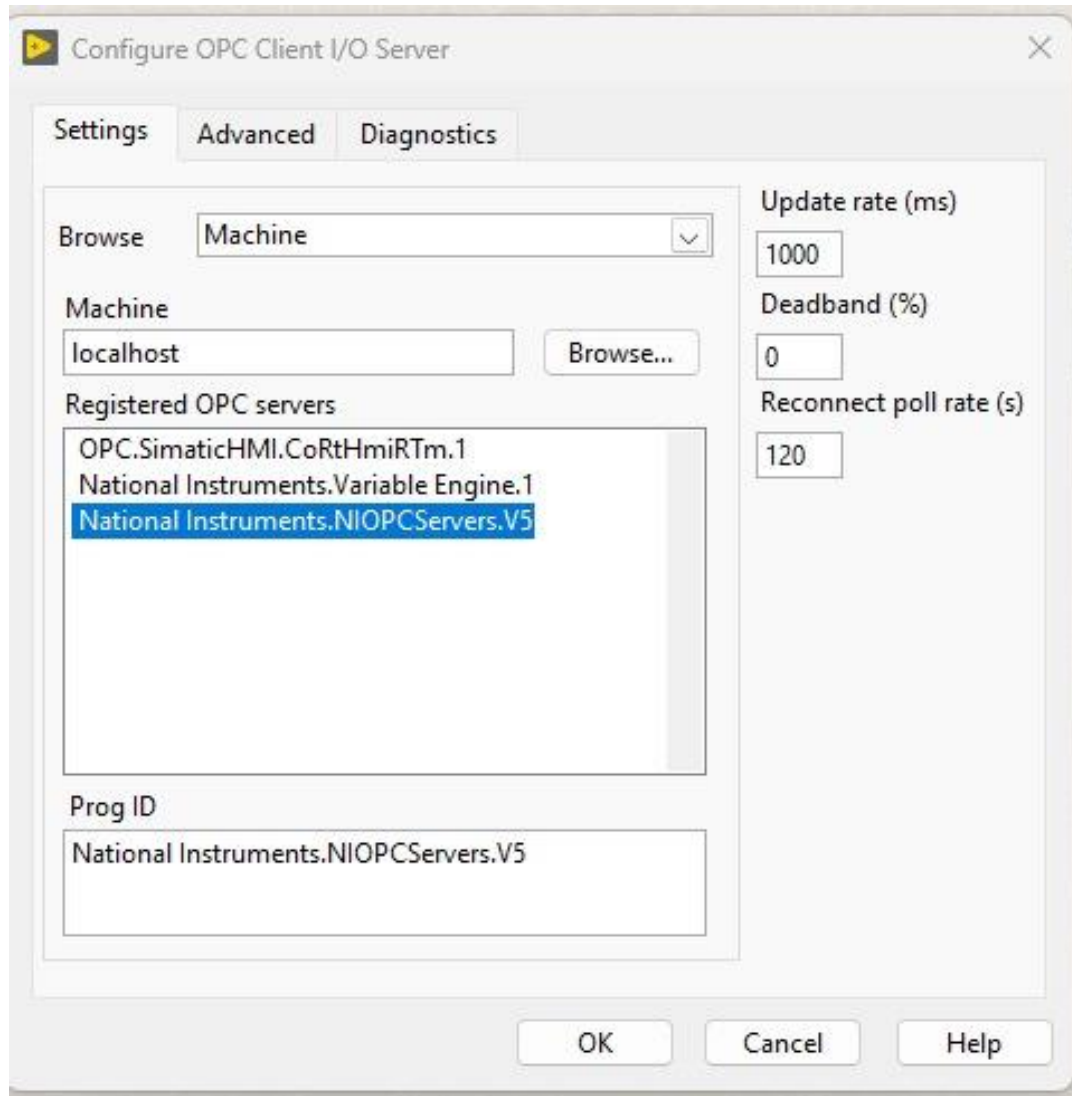 Configure OPC Client I/O Server
Settings
Advanced
Diagnostics
Browse
Machine
Machine
localhost
Browse...
Registered OPC servers
OPC.SimaticHMI.CoRtHmiRTm.1
National Instruments.Variable Engine.1
National Instruments.NIOPCServers.V5
Prog ID
National Instruments.NIOPCServers.V5
Update rate (ms)
1000
Deadband (%)
0
Reconnect poll rate (s)
120
OK
Cancel
Help